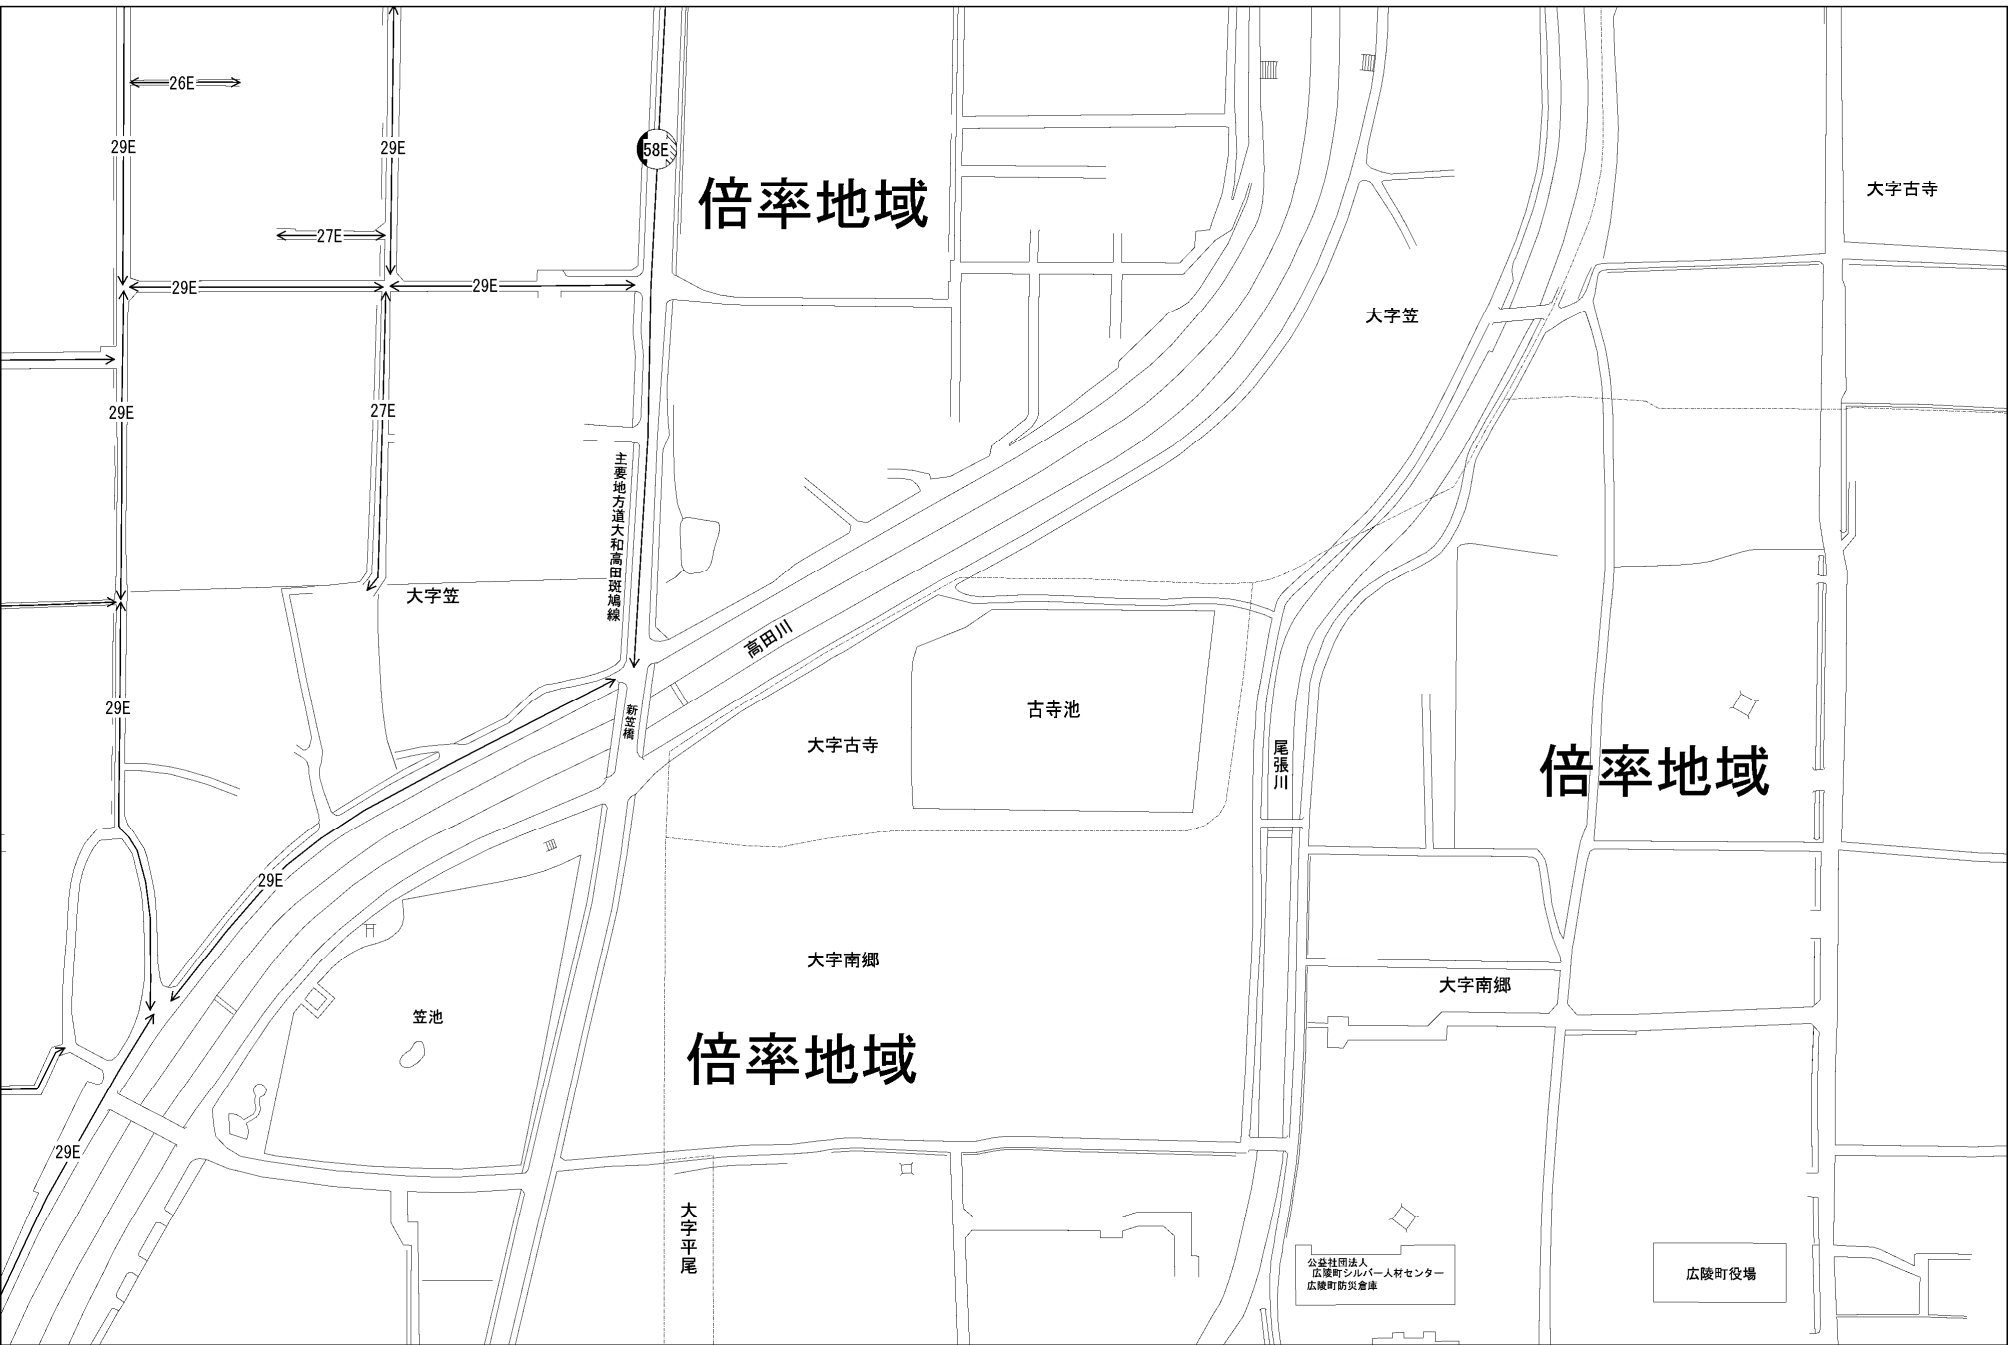 26E
29E
29E
58E
倍率地域
大字古寺
27E
29E
29E
大字笠
29E
27E
主要地方道大和高田斑鳩線
大字笠
高田川
29E
新笠橋
古寺池
大字古寺
尾張川
倍率地域
29E
大字南郷
大字南郷
笠池
倍率地域
29E
大字平尾
公益社団法人
広陵町シルバー人材センター
広陵町防災倉庫
広陵町役場